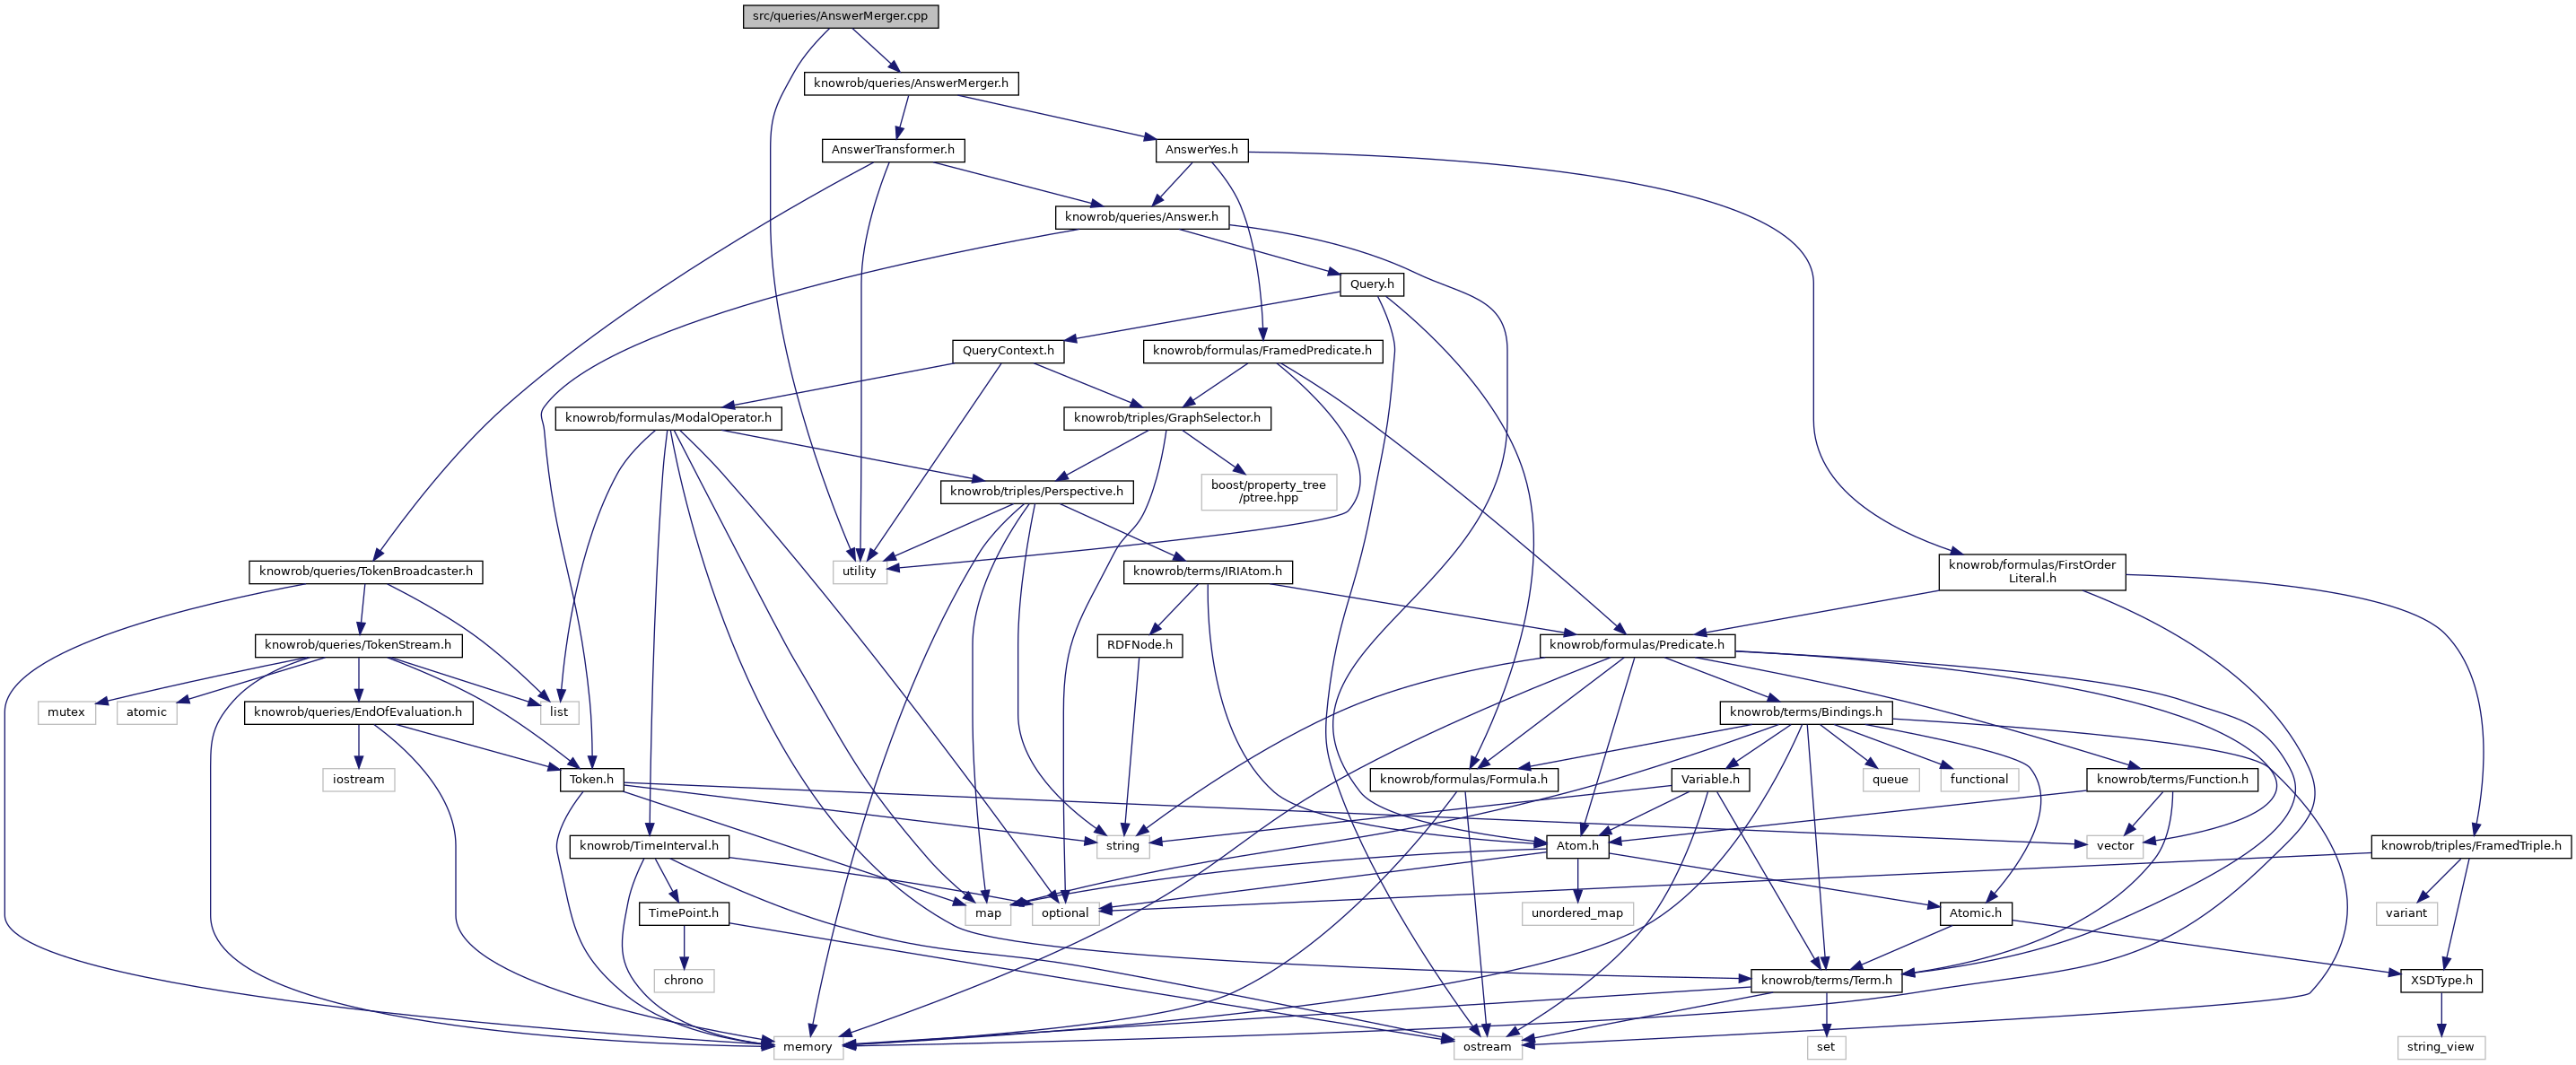 src/queries/AnswerMerger.cpp
knowrob/queries/AnswerMerger.h
AnswerTransformer.h
AnswerYes.h
knowrob/queries/Answer.h
Query.h
QueryContext.h
knowrob/formulas/FramedPredicate.h
knowrob/formulas/ModalOperator.h
knowrob/triples/GraphSelector.h
knowrob/triples/Perspective.h
boost/property_tree
/ptree.hpp
knowrob/queries/TokenBroadcaster.h
utility
knowrob/terms/IRIAtom.h
knowrob/formulas/FirstOrder
Literal.h
knowrob/queries/TokenStream.h
RDFNode.h
knowrob/formulas/Predicate.h
mutex
atomic
knowrob/queries/EndOfEvaluation.h
list
knowrob/terms/Bindings.h
iostream
Token.h
knowrob/formulas/Formula.h
Variable.h
queue
functional
knowrob/terms/Function.h
knowrob/TimeInterval.h
string
Atom.h
vector
knowrob/triples/FramedTriple.h
TimePoint.h
map
optional
unordered_map
Atomic.h
variant
chrono
knowrob/terms/Term.h
XSDType.h
memory
ostream
set
string_view